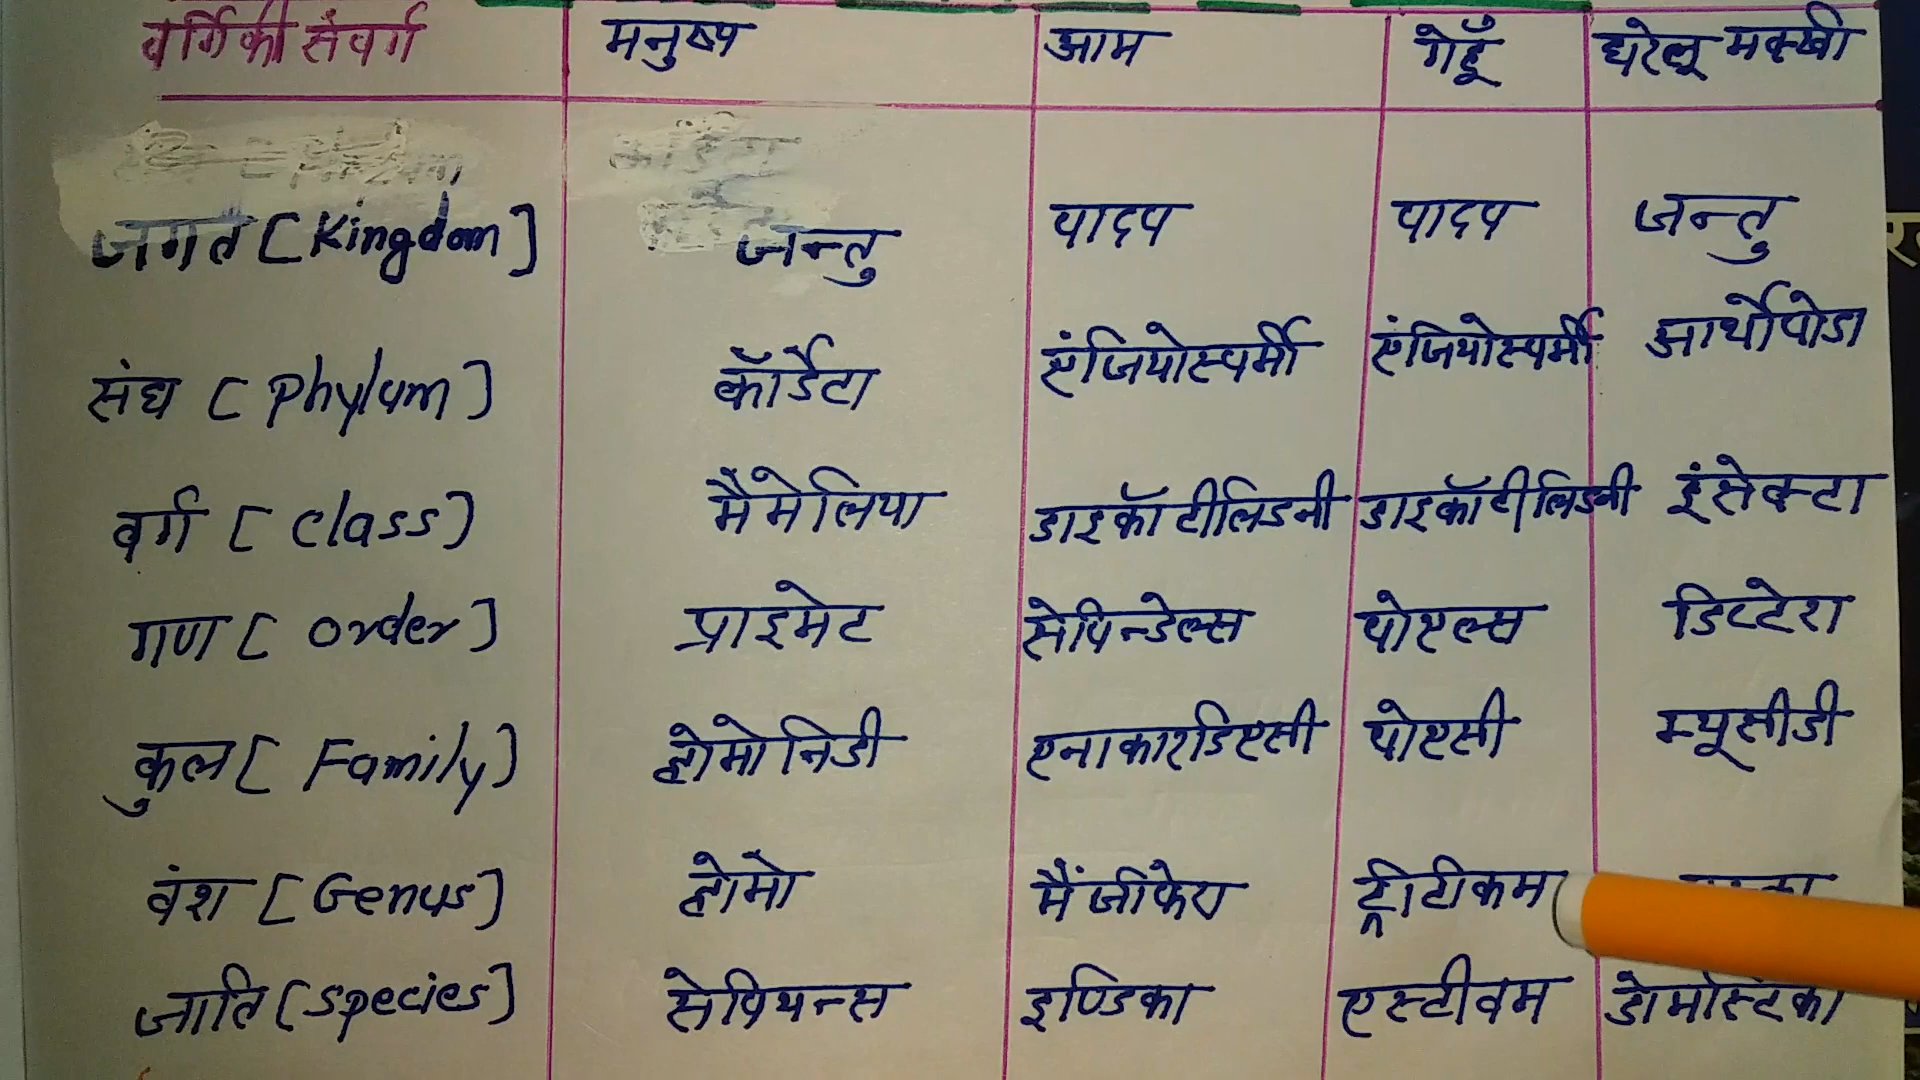 वर्गिकी संवर्ग मनुष्य आम गेहूँ घरेलू मक्खी
जगत [Kingdom] जन्तु पादप पादप जन्तु
संघ [Phylum] कॉर्डेटा एंजियोस्पर्मी एंजियोस्पर्मी आर्थोपोडा
वर्ग [Class] मैमेलिया डाइकॉटीलिडनी डाइकॉटीलिडनी इंसेक्टा
गण [order] प्राइमेट सेपिन्डेल्स पोएल्स डिप्टेरा
कुल [Family] होमोनिडी एनाकारडिएसी पोएसी म्यूसीडी
वंश [Genus] होमो मैंजीफेरा ट्रीटीकम
जाति [species] सेपियन्स इण्डिका एस्टीवम डोमेस्टिका